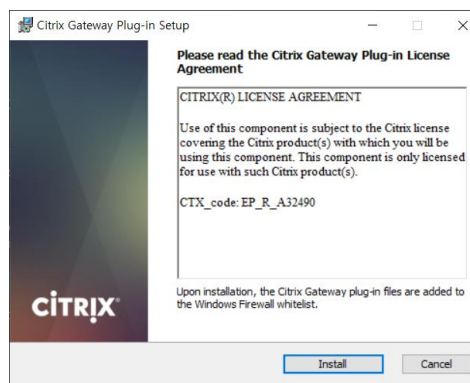 Citrix Gateway Plug-in Setup
Please read the Citrix Gateway Plug-in License
Agreement
CITRIX(R) LICENSE AGREEMENT
Use of this component is subject to the Citrix license
covering the Citrix product(s) with which you will be
using this component. This component is only licensed
for use with such Citrix product(s).
CTX_code: EP_R_A32490
CİTRIX®
Upon installation, the Citrix Gateway plug-in files are added to
the Windows Firewall whitelist.
Install
Cancel